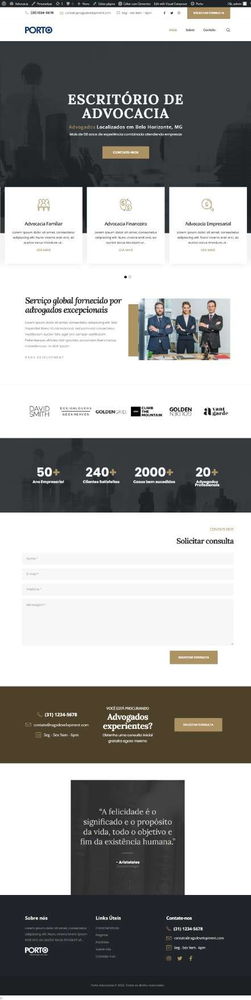 Advocacia Personalizar 5 0 Novo Editar página Editar com Elementor Edit with Visual Composer Porto Olá, admin
(31) 1234-5678 contato@ragsdevelopment.com Seg - Sex 9am - 6pm SOLICITAR CONSULTA
PORTO Início Sobre Contato
ESCRITÓRIO DE
ADVOCACIA
Advogados Localizados em Belo Horizonte, MG
Mais de 50 anos de experiência combinada atendendo empresas
CONTATE-NOS
Advocacia Familiar
Lorem ipsum dolor sit amet, consectetur
adipiscing elit. Nunc viverra erat orci, ac
auctor lacus tincidunt ut...
LEIA MAIS
Advocacia Financeira
Lorem ipsum dolor sit amet, consectetur
adipiscing elit. Nunc viverra erat orci, ac
auctor lacus tincidunt ut...
LEIA MAIS
Advocacia Empresarial
Lorem ipsum dolor sit amet, consectetur
adipiscing elit. Nunc viverra erat orci, ac
auctor lacus tincidunt ut...
LEIA MAIS
Serviço global fornecido por
advogados excepcionais
Lorem ipsum dolor sit amet, consectetur adipiscing elit. Sed
imperdiet libero id nisi euismod, sed porta est consectetur.
Vestibulum auctor felis eget orci semper vestibulum.
Pellentesque ultricies nibh gravida, accumsan libero luctus,
molestie nunc. In nibh ipsum.
RAGS DEVELOPMENT
DAVID
SMITH
DESIGNLOVERS
GEEKHEAVEN
GOLDENGRID.
CLIMB
THE
MOUNTAIN
GOLDEN
GOLDEN
avant
garde
50+
Ano Empresarial
240+
Clientes Satisfeitos
2000+
Casos bem sucedidos
20+
Advogados
Profissionais
CONTATE-NOS
Solicitar consulta
Nome *
E-mail *
Telefone *
Mensagem *
SOLICITAR CONSULTA
(31) 1234-5678
contato@ragsdevelopment.com
Seg - Sex 9am - 6pm
VOCÊ ESTÁ PROCURANDO
Advogados
experientes?
Obtenha uma consulta inicial
gratuita agora mesmo
SOLICITAR CONSULTA
“A felicidade é o
significado e o propósito
da vida, todo o objetivo e
fim da existência humana.”
- Aristóteles
Sobre nós
Lorem ipsum dolor sit amet, consectetur
adipiscing elit. Nunc viverra lorem ipsum
erat orci, ac auctor lacus tincidunt ut...
PORTO
Links Úteis
Características
Páginas
Portfólio
Sobre nós
Contate-nos
Contate-nos
(31) 1234-5678
contato@ragsdevelopment.com
Seg - Sex 9am - 6pm
Porto Advocacia © 2022. Todos os direito reservados.